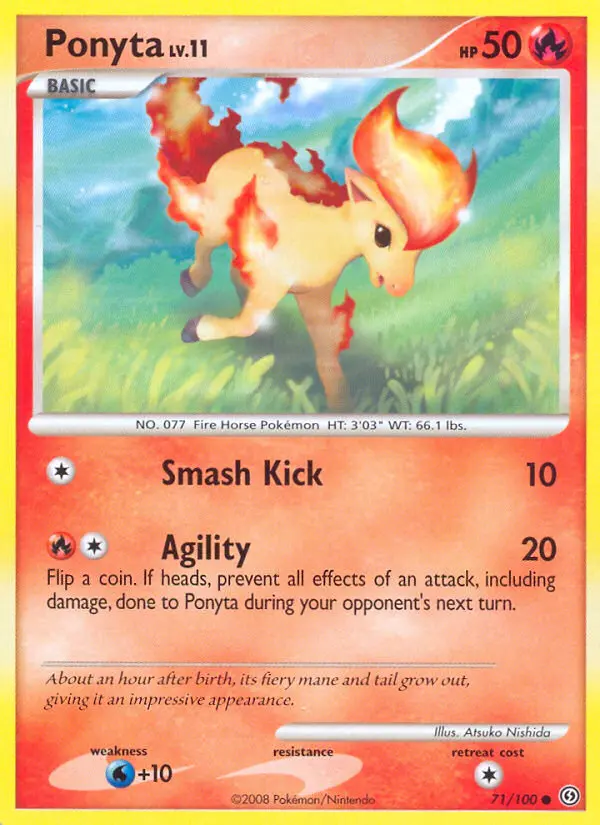 Ponyta LV.11
HP 50
BASIC
NO. 077 Fire Horse Pokémon HT: 3'03" WT: 66.1 lbs.
Smash Kick 10
Agility 20
Flip a coin. If heads, prevent all effects of an attack, including
damage, done to Ponyta during your opponent's next turn.
About an hour after birth, its fiery mane and tail grow out,
giving it an impressive appearance.
Illus. Atsuko Nishida
weakness resistance retreat cost
+10
©2008 Pokémon/Nintendo 71/100